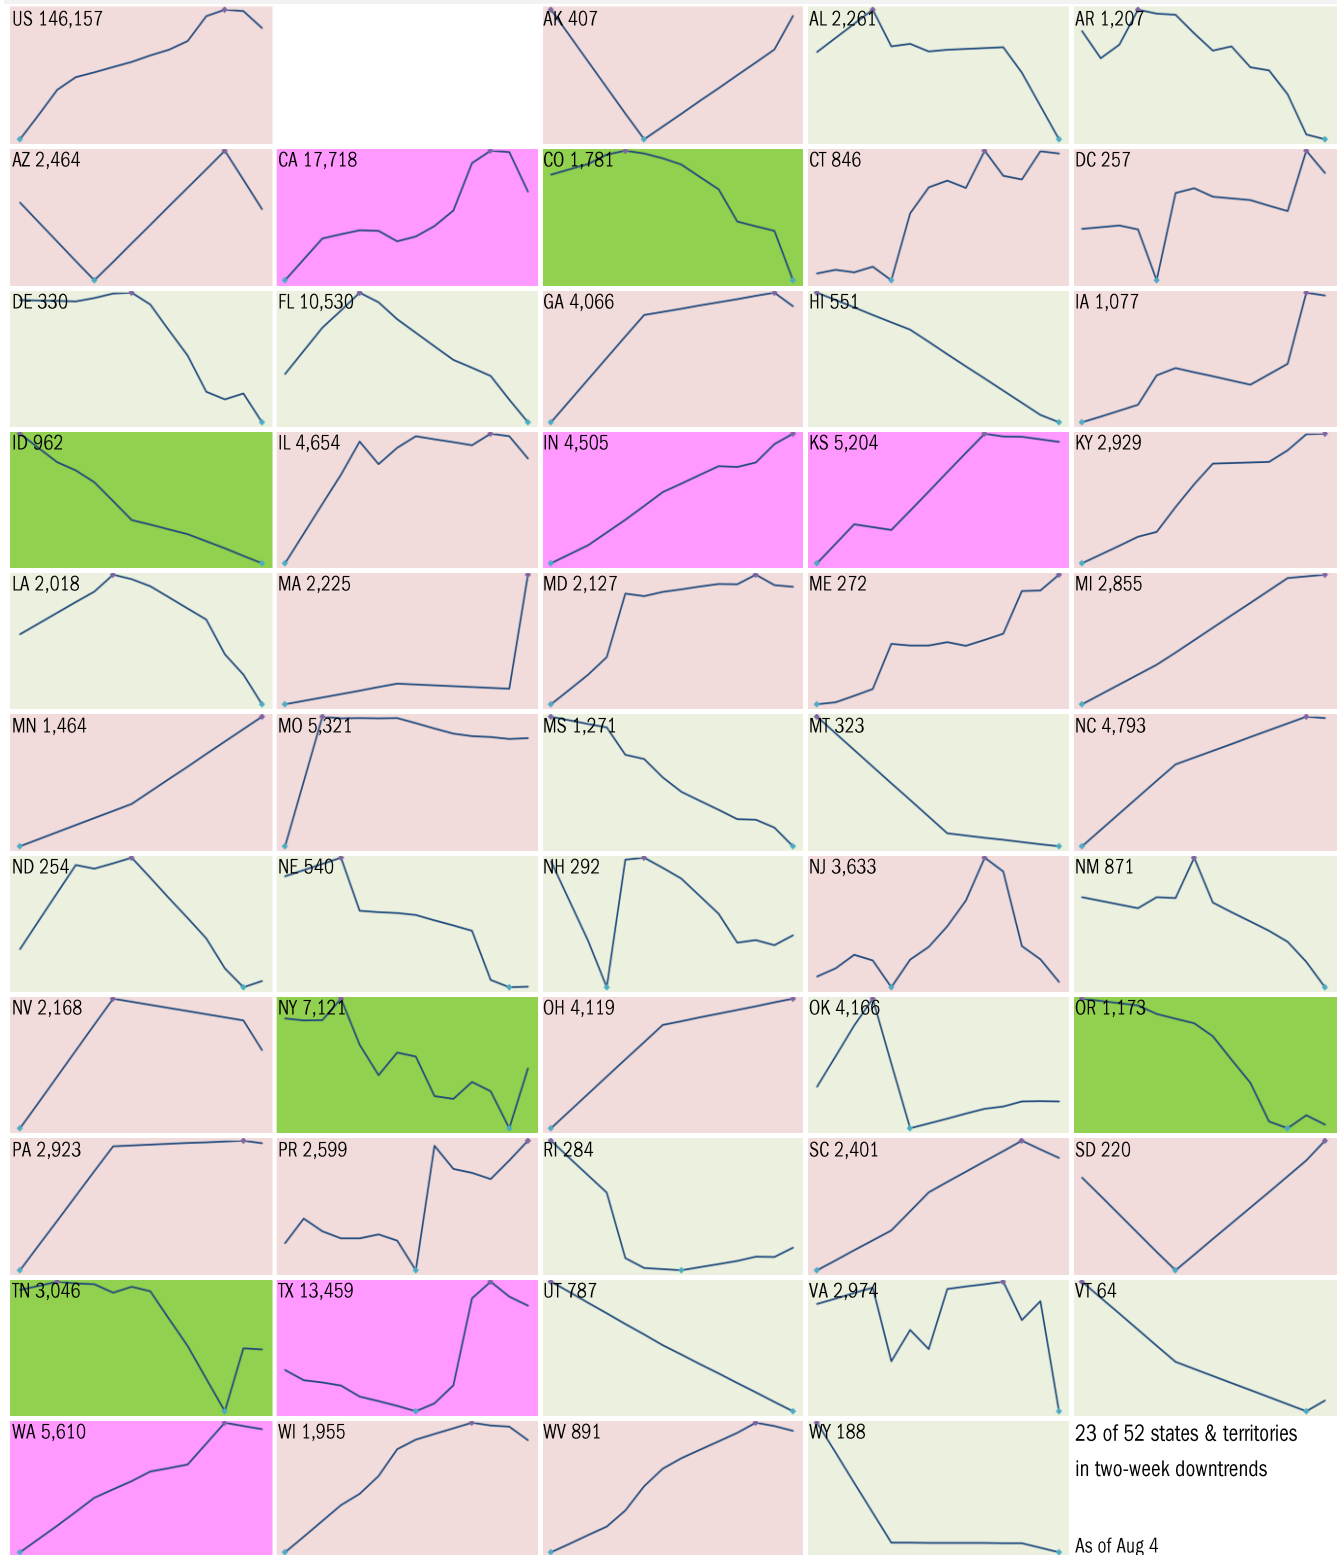 US 146,157
AK 407
AL 2,261
AR 1,207
AZ 2,464
CA 17,718
CO 1,781
CT 846
DC 257
DE 330
FL 10,530
GA 4,066
HI 551
IA 1,077
ID 962
IL 4,654
IN 4,505
KS 5,204
KY 2,929
LA 2,018
MA 2,225
MD 2,127
ME 272
MI 2,855
MN 1,464
MO 5,321
MS 1,271
MT 323
NC 4,793
ND 254
NE 540
NH 292
NJ 3,633
NM 871
NV 2,168
NY 7,121
OH 4,119
OK 4,166
OR 1,173
PA 2,923
PR 2,599
RI 284
SC 2,401
SD 220
TN 3,046
TX 13,459
UT 787
VA 2,974
VT 64
WA 5,610
WI 1,955
WV 891
WY 188
23 of 52 states & territories
in two-week downtrends
As of Aug 4